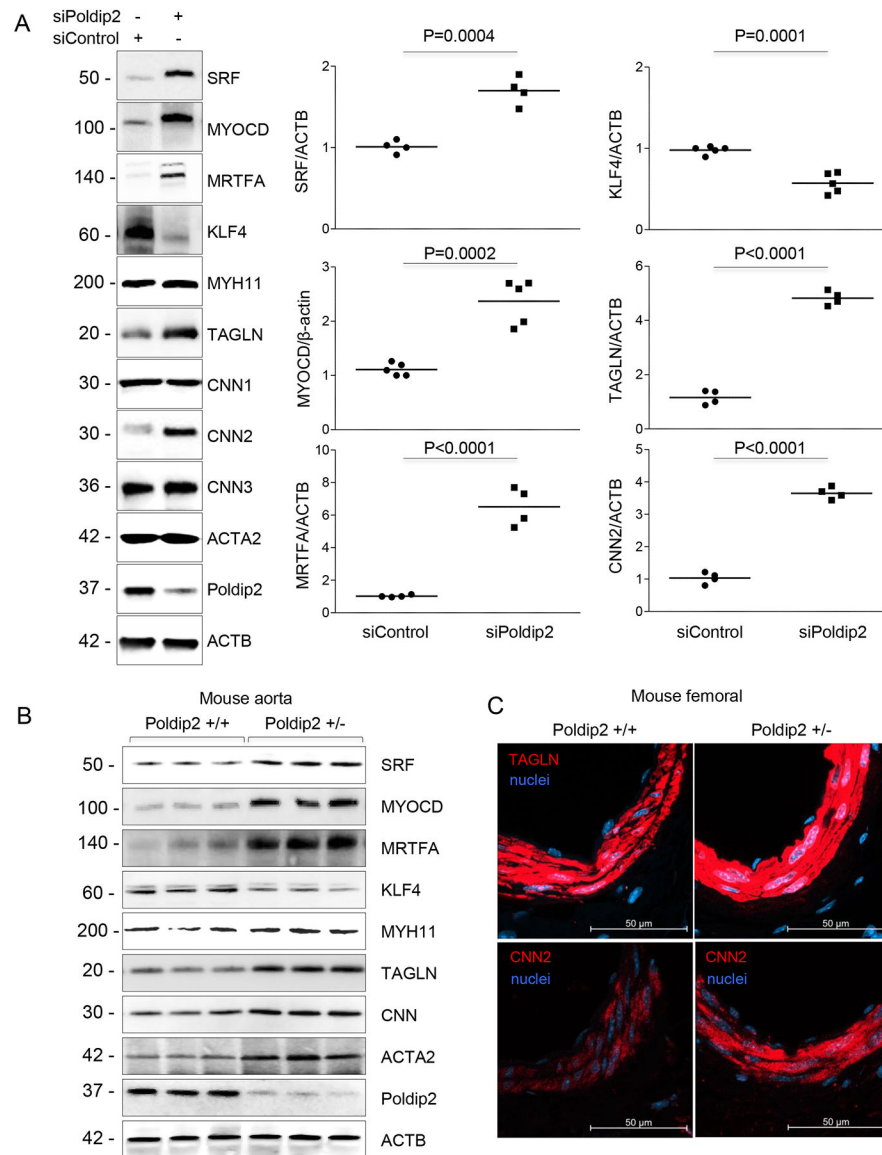 A
siPoldip2 - +
siControl + -
50 - SRF
100 - MYOCD
140 - MRTFA
60 - KLF4
200 - MYH11
20 - TAGLN
30 - CNN1
30 - CNN2
36 - CNN3
42 - ACTA2
37 - Poldip2
42 - ACTB
P=0.0004
SRF/ACTB
2
1
0
P=0.0001
KLF4/ACTB
2
1
0
P=0.0002
MYOCD/β-actin
3
2
1
0
P<0.0001
TAGLN/ACTB
6
4
2
0
P<0.0001
MRTFA/ACTB
10
8
6
4
2
0
siControl siPoldip2
P<0.0001
CNN2/ACTB
5
4
3
2
1
0
siControl siPoldip2
B
Mouse aorta
Poldip2 +/+ Poldip2 +/-
50 - SRF
100 - MYOCD
140 - MRTFA
60 - KLF4
200 - MYH11
20 - TAGLN
30 - CNN
42 - ACTA2
37 - Poldip2
42 - ACTB
C
Mouse femoral
Poldip2 +/+ Poldip2 +/-
TAGLN
nuclei
50 µm
50 µm
CNN2
nuclei
50 µm
CNN2
nuclei
50 µm